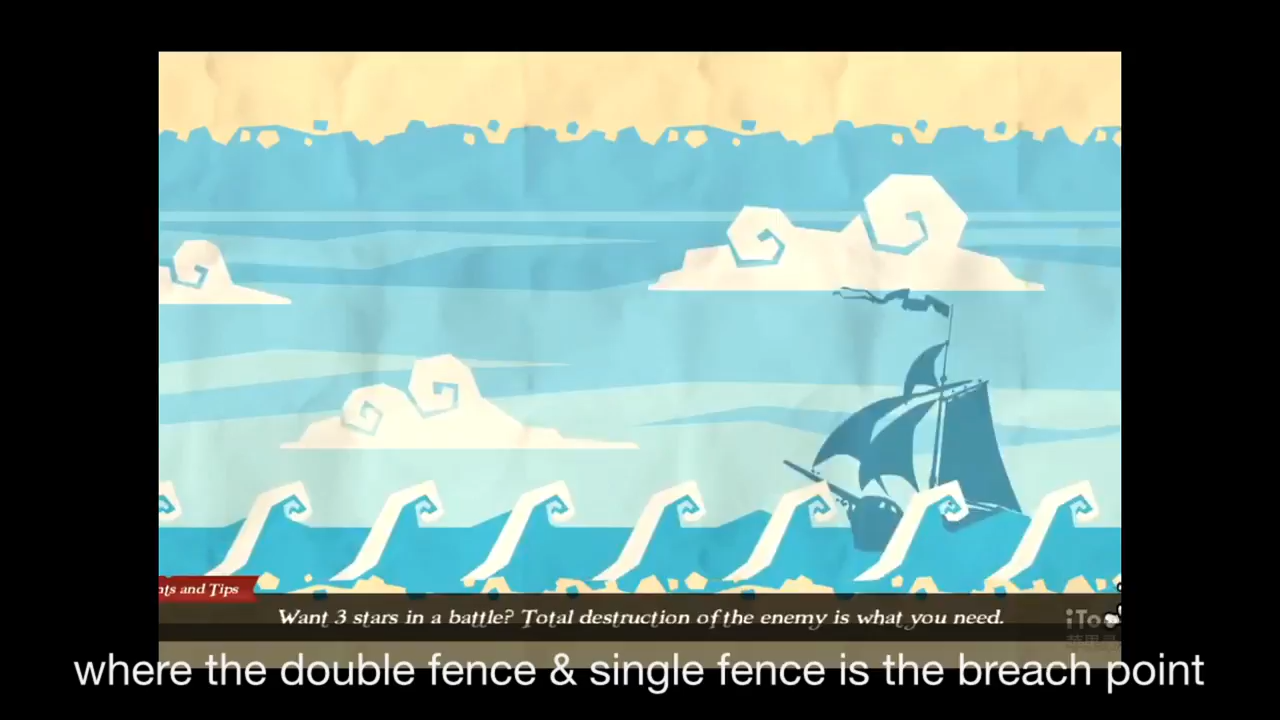 nts and Tips
Want 3 stars in a battle? Total destruction of the enemy is what you need.
iToo
where the double fence & single fence is the breach point